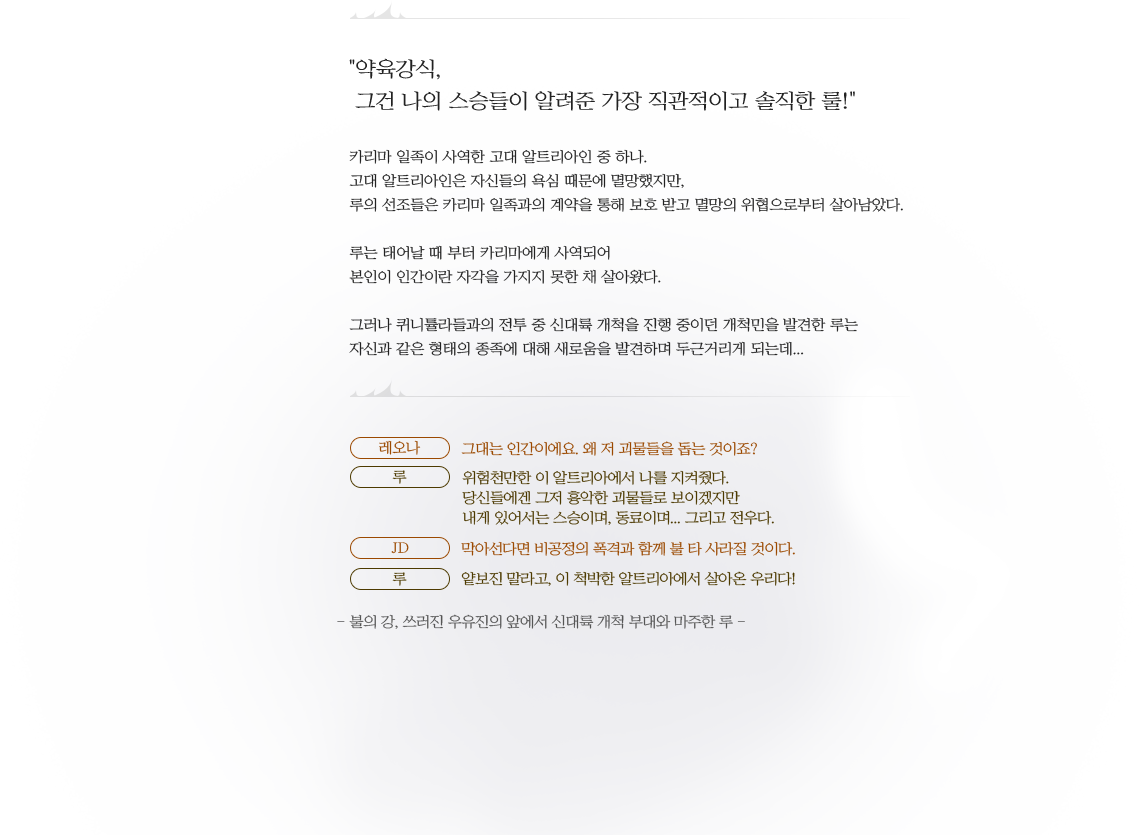 "약육강식,
그건 나의 스승들이 알려준 가장 직관적이고 솔직한 룰!"
카리마 일족이 사역한 고대 알트리아인 중 하나.
고대 알트리아인은 자신들의 욕심 때문에 멸망했지만,
루의 선조들은 카리마 일족과의 계약을 통해 보호 받고 멸망의 위협으로부터 살아남았다.
루는 태어날 때 부터 카리마에게 사역되어
본인이 인간이란 자각을 가지지 못한 채 살아왔다.
그러나 퀴니튤라들과의 전투 중 신대륙 개척을 진행 중이던 개척민을 발견한 루는
자신과 같은 형태의 종족에 대해 새로움을 발견하며 두근거리게 되는데...
레오나 그대는 인간이에요. 왜 저 괴물들을 돕는 것이죠?
루 위험천만한 이 알트리아에서 나를 지켜줬다.
당신들에겐 그저 흉악한 괴물들로 보이겠지만
내게 있어서는 스승이며, 동료이며... 그리고 전우다.
JD 막아선다면 비공정의 폭격과 함께 불 타 사라질 것이다.
루 얕보진 말라고, 이 척박한 알트리아에서 살아온 우리다!
- 불의 강, 쓰러진 우유진의 앞에서 신대륙 개척 부대와 마주한 루 -